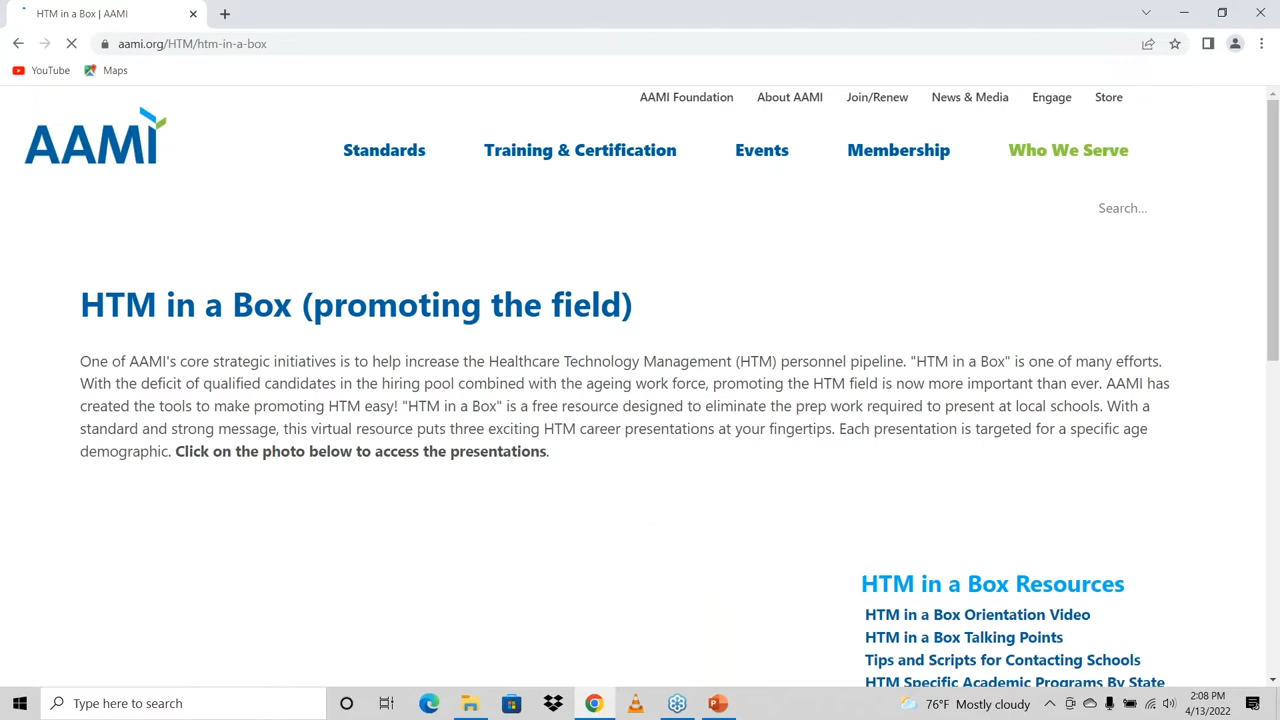 HTM in a Box | AAMI
aami.org/HTM/htm-in-a-box
YouTube Maps
AAMI Foundation About AAMI Join/Renew News & Media Engage Store
AAMI
Standards Training & Certification Events Membership Who We Serve
Search...
HTM in a Box (promoting the field)
One of AAMI's core strategic initiatives is to help increase the Healthcare Technology Management (HTM) personnel pipeline. "HTM in a Box" is one of many efforts.
With the deficit of qualified candidates in the hiring pool combined with the ageing work force, promoting the HTM field is now more important than ever. AAMI has
created the tools to make promoting HTM easy! "HTM in a Box" is a free resource designed to eliminate the prep work required to present at local schools. With a
standard and strong message, this virtual resource puts three exciting HTM career presentations at your fingertips. Each presentation is targeted for a specific age
demographic. Click on the photo below to access the presentations.
HTM in a Box Resources
HTM in a Box Orientation Video
HTM in a Box Talking Points
Tips and Scripts for Contacting Schools
HTM Specific Academic Programs By State
Type here to search
76°F Mostly cloudy
2:08 PM
4/13/2022